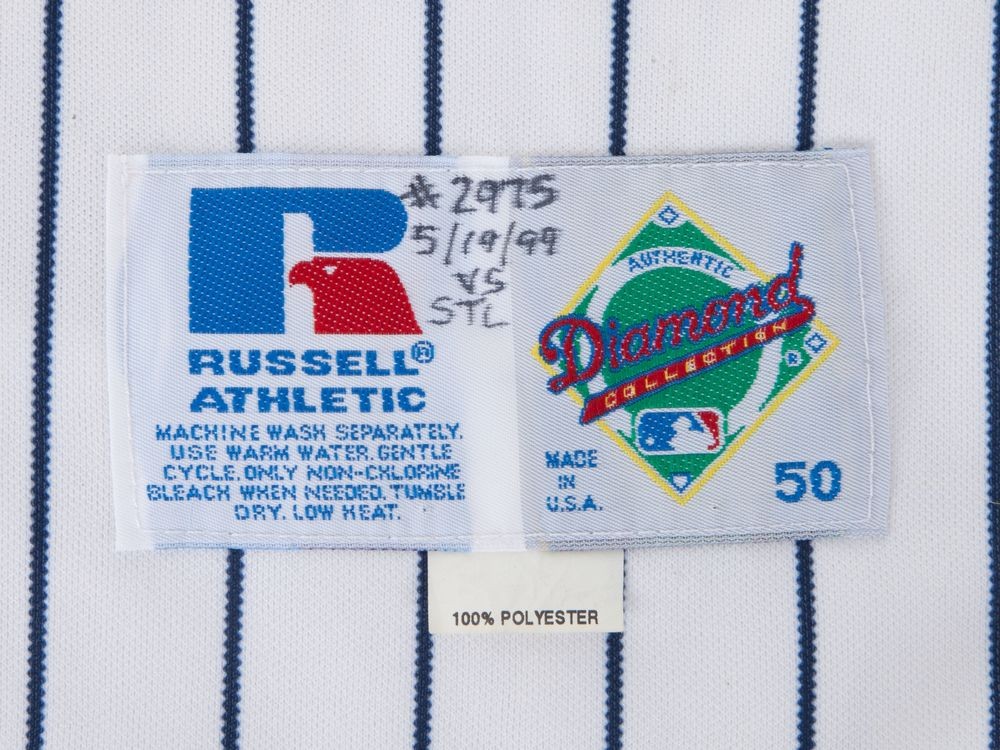 #2975
5/19/99
VS
STL
RUSSELL®
ATHLETIC
MACHINE WASH SEPARATELY.
USE WARM WATER. GENTLE
CYCLE. ONLY NON-CHLORINE
BLEACH WHEN NEEDED. TUMBLE
DRY. LOW HEAT.
AUTHENTIC
Diamond
COLLECTION
®
MADE
IN
U.S.A.
50
100% POLYESTER